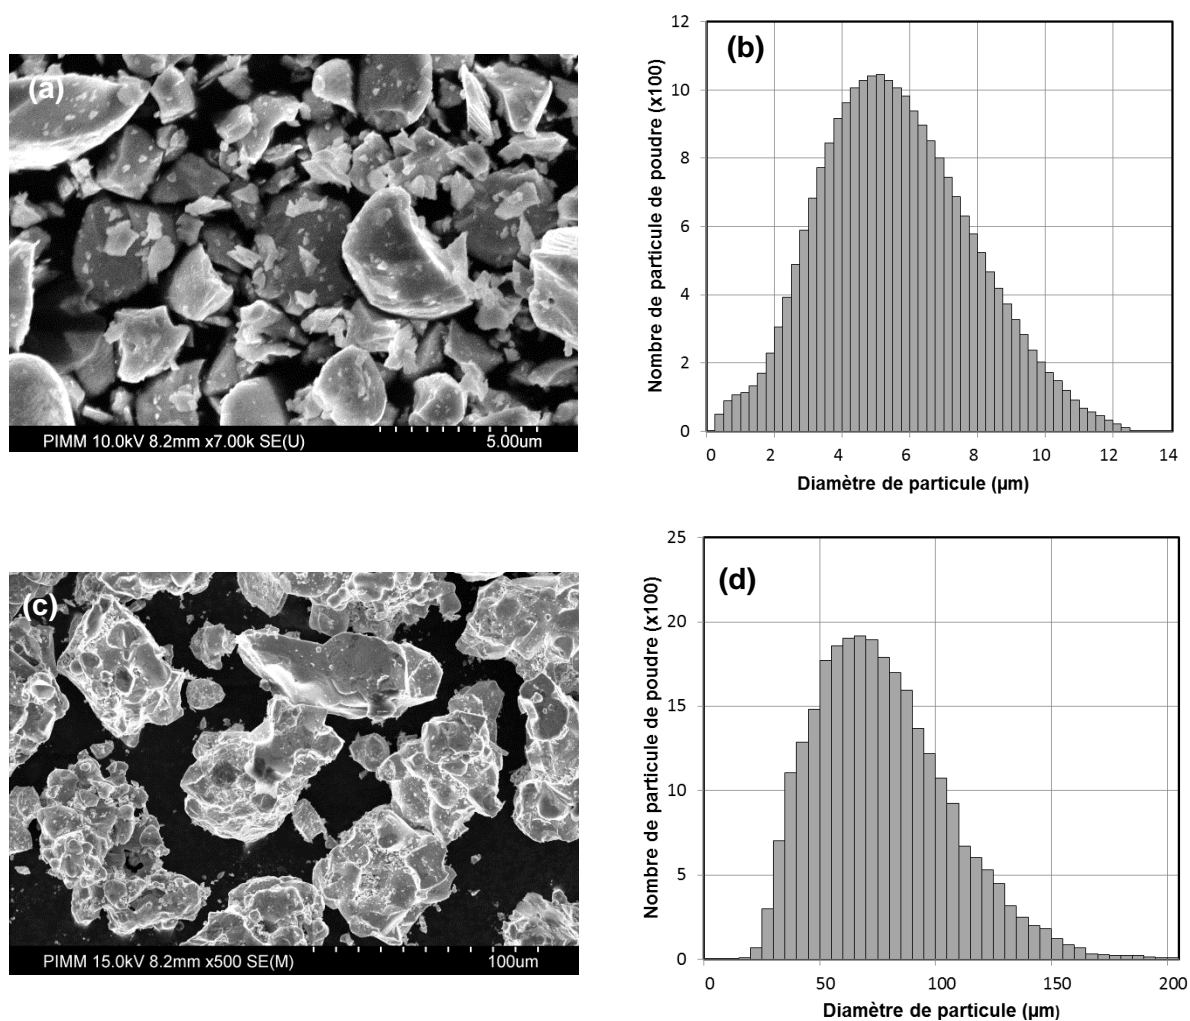 (a)
PIMM 10.0kV 8.2mm x7.00k SE(U) 5.00um
(b)
Nombre de particule de poudre (x100)
12
10
8
6
4
2
0
0 2 4 6 8 10 12 14
Diamètre de particule (µm)
(c)
PIMM 15.0kV 8.2mm x500 SE(M) 100um
(d)
Nombre de particule de poudre (x100)
25
20
15
10
5
0
0 50 100 150 200
Diamètre de particule (µm)